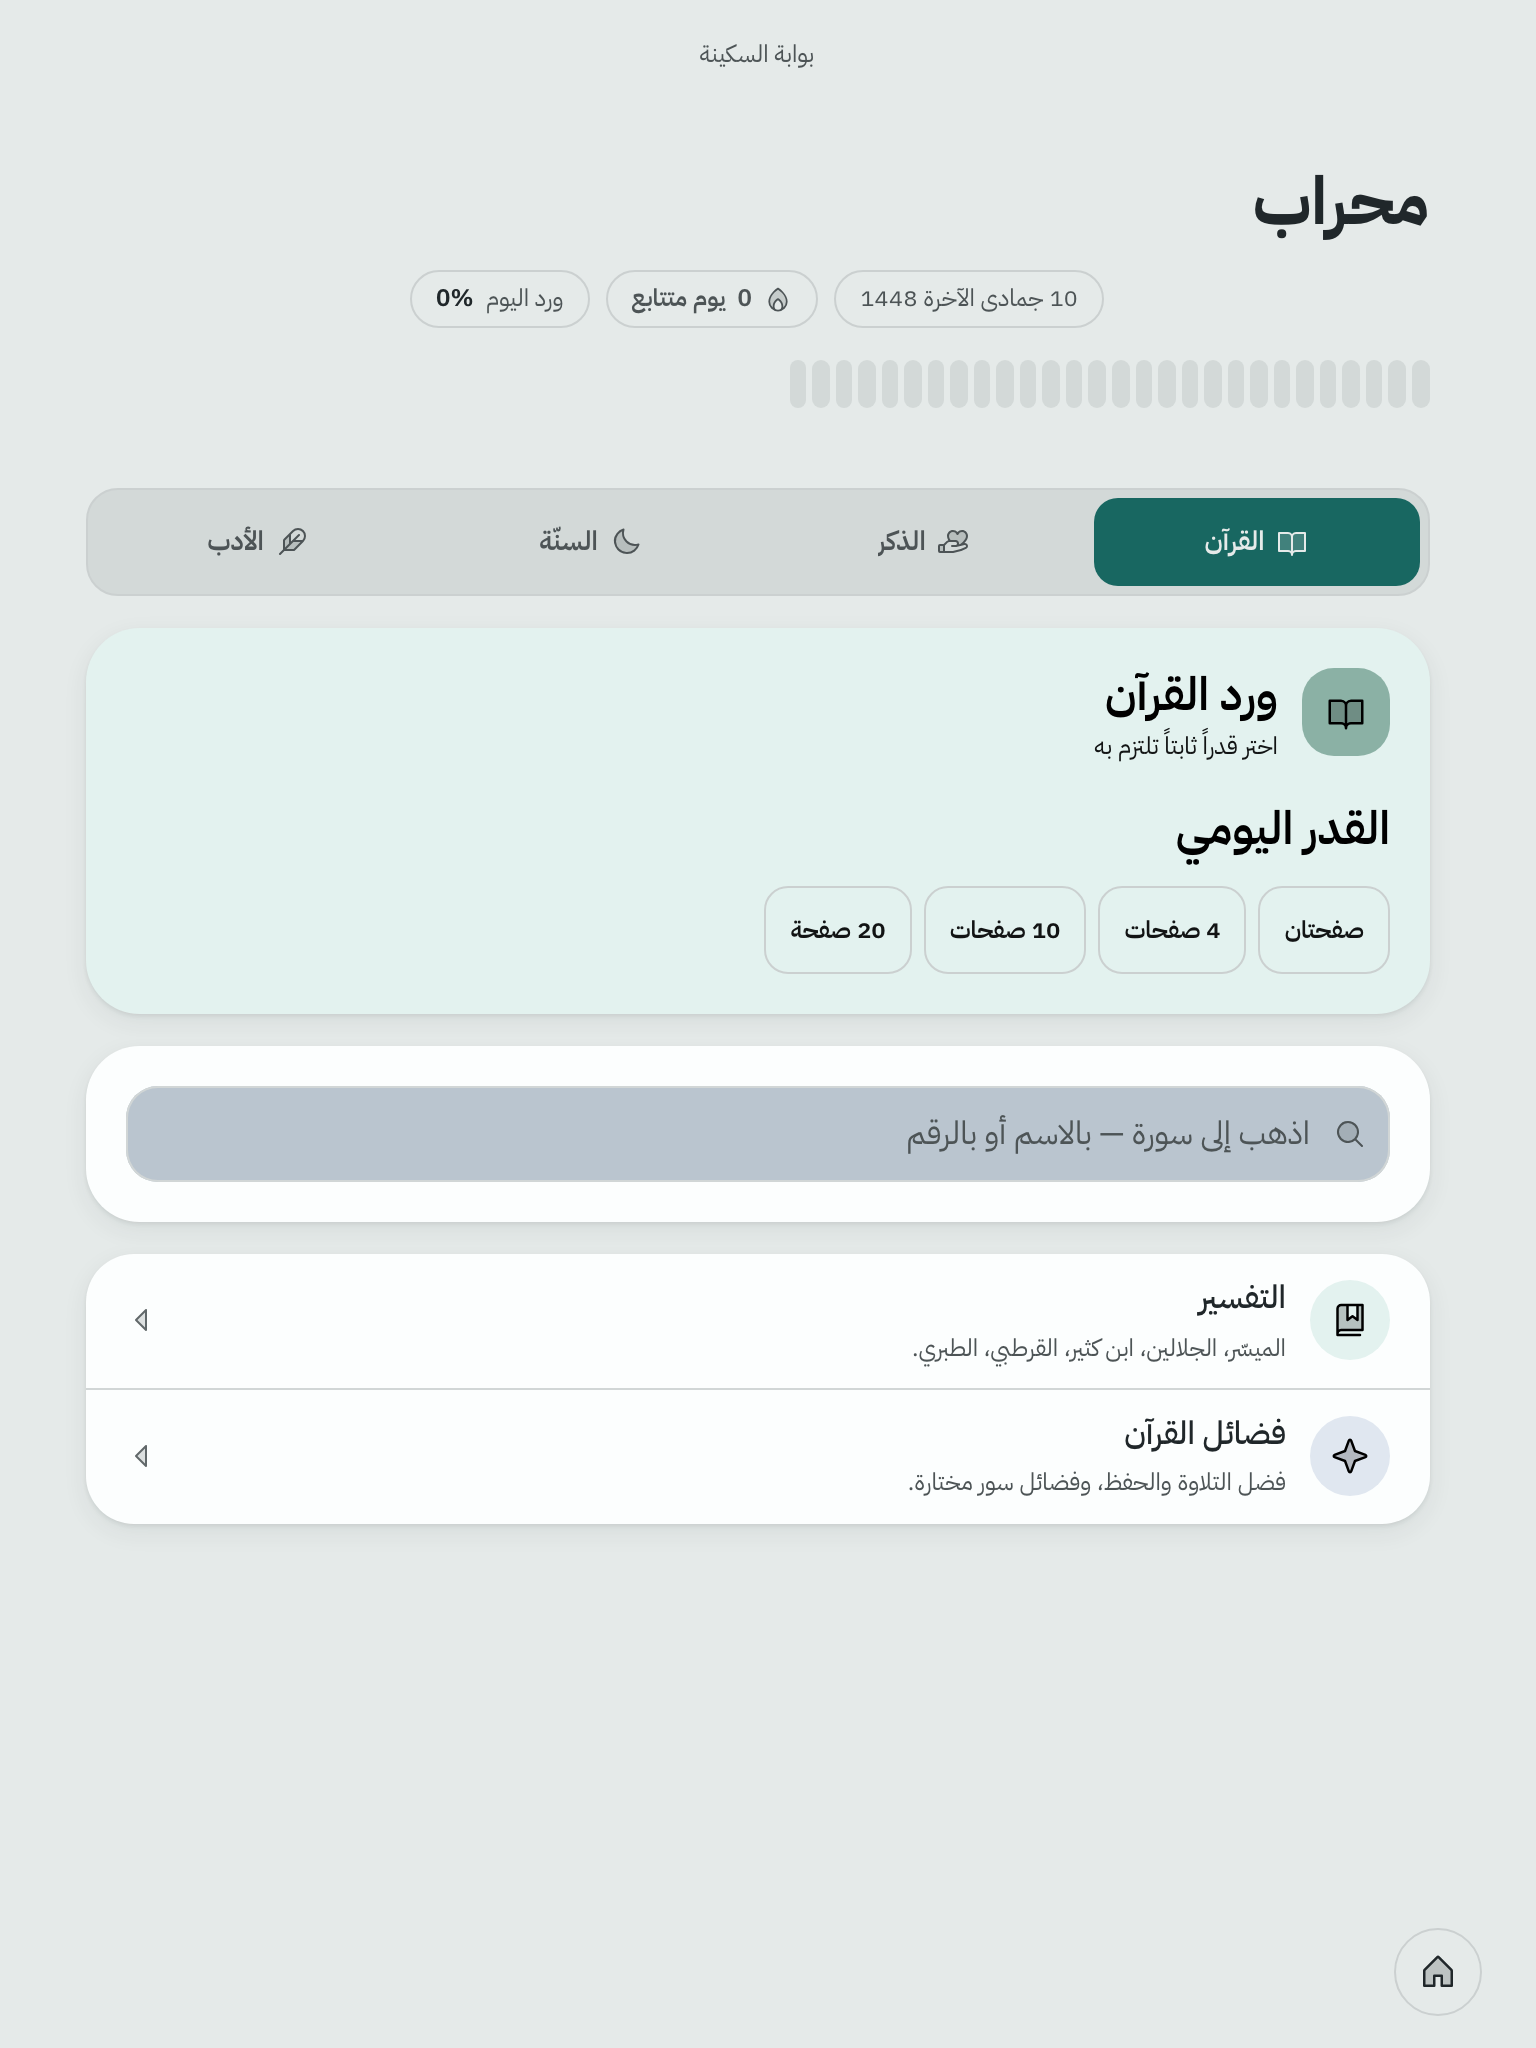 بوابة السكينة
محراب
10 جمادى الآخرة 1448
0 يوم متتابع
ورد اليوم 0%
القرآن
الذكر
السنّة
الأدب
ورد القرآن
اختر قدراً ثابتاً تلتزم به
القدر اليومي
صفحتان
4 صفحات
10 صفحات
20 صفحة
اذهب إلى سورة — بالاسم أو بالرقم
التفسير
الميسّر، الجلالين، ابن كثير، القرطبي، الطبري.
فضائل القرآن
فضل التلاوة والحفظ، وفضائل سور مختارة.